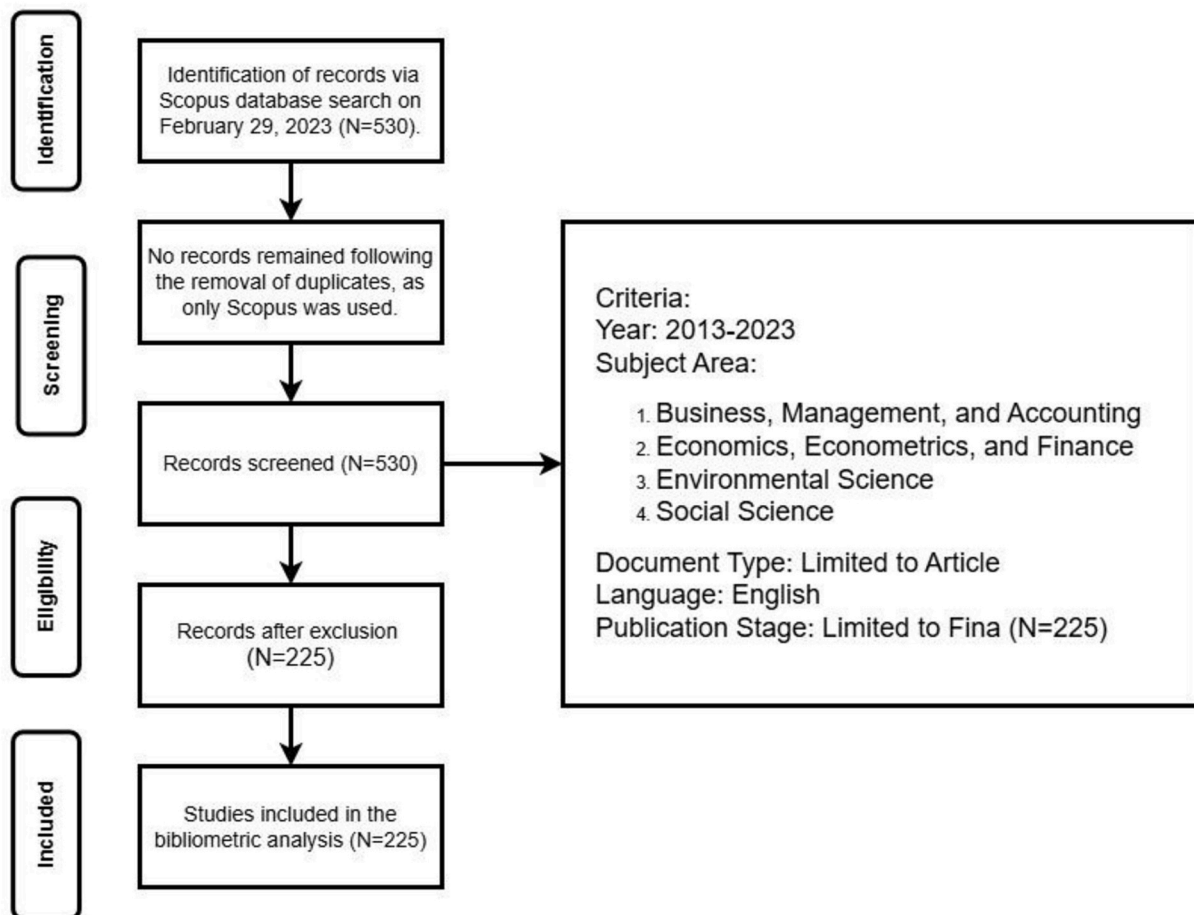 Identification
Identification of records via
Scopus database search on
February 29, 2023 (N=530).
Screening
No records remained following
the removal of duplicates, as
only Scopus was used.
Records screened (N=530)
Criteria:
Year: 2013-2023
Subject Area:
1. Business, Management, and Accounting
2. Economics, Econometrics, and Finance
3. Environmental Science
4. Social Science
Document Type: Limited to Article
Language: English
Publication Stage: Limited to Fina (N=225)
Eligibility
Records after exclusion
(N=225)
Included
Studies included in the
bibliometric analysis (N=225)